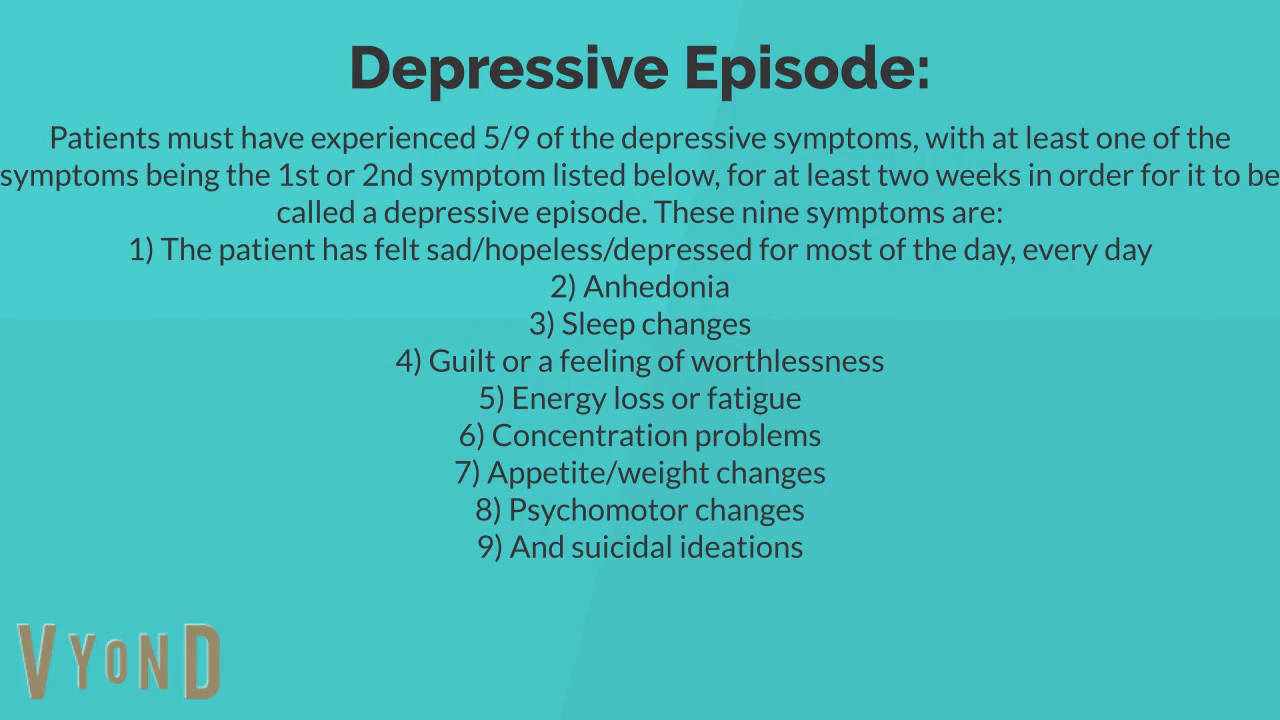 Depressive Episode:
Patients must have experienced 5/9 of the depressive symptoms, with at least one of the
symptoms being the 1st or 2nd symptom listed below, for at least two weeks in order for it to be
called a depressive episode. These nine symptoms are:
1) The patient has felt sad/hopeless/depressed for most of the day, every day
2) Anhedonia
3) Sleep changes
4) Guilt or a feeling of worthlessness
5) Energy loss or fatigue
6) Concentration problems
7) Appetite/weight changes
8) Psychomotor changes
9) And suicidal ideations
VYOND